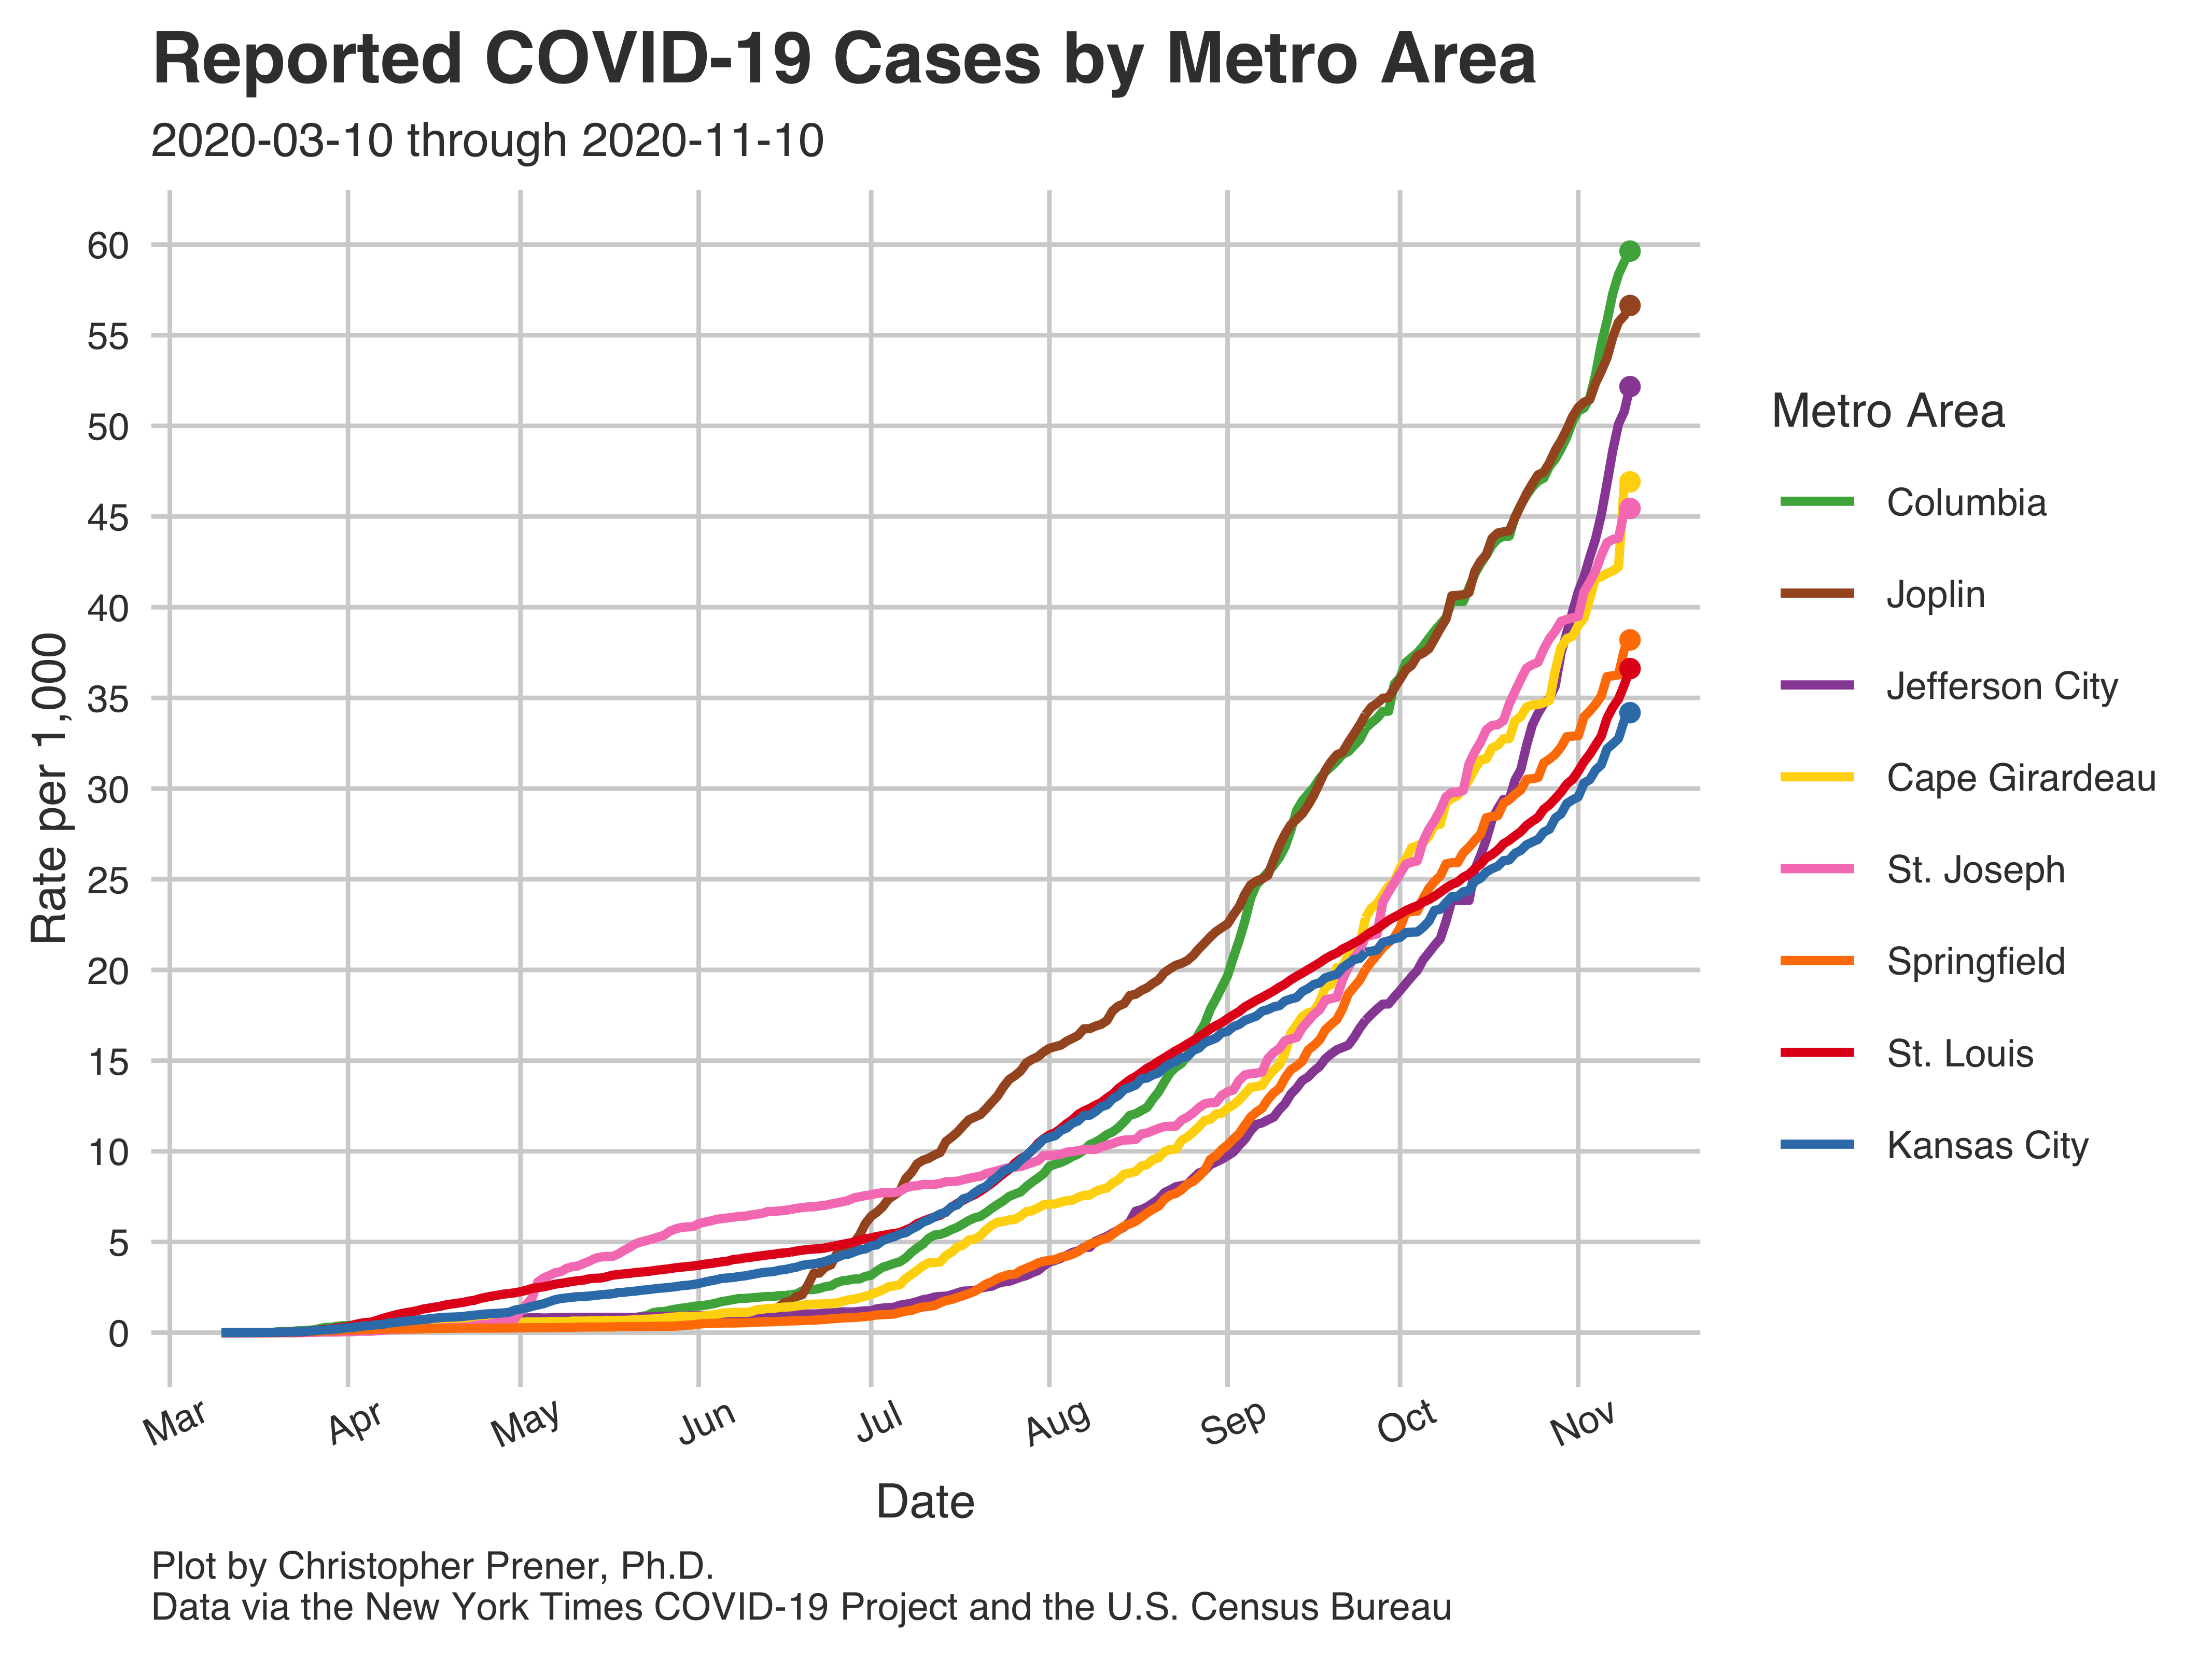 Reported COVID-19 Cases by Metro Area
2020-03-10 through 2020-11-10
60
55
50
45
40
35
30
25
20
15
10
5
0
Rate per 1,000
Mar
Apr
May
Jun
Jul
Aug
Sep
Oct
Nov
Date
Metro Area
Columbia
Joplin
Jefferson City
Cape Girardeau
St. Joseph
Springfield
St. Louis
Kansas City
Plot by Christopher Prener, Ph.D.
Data via the New York Times COVID-19 Project and the U.S. Census Bureau